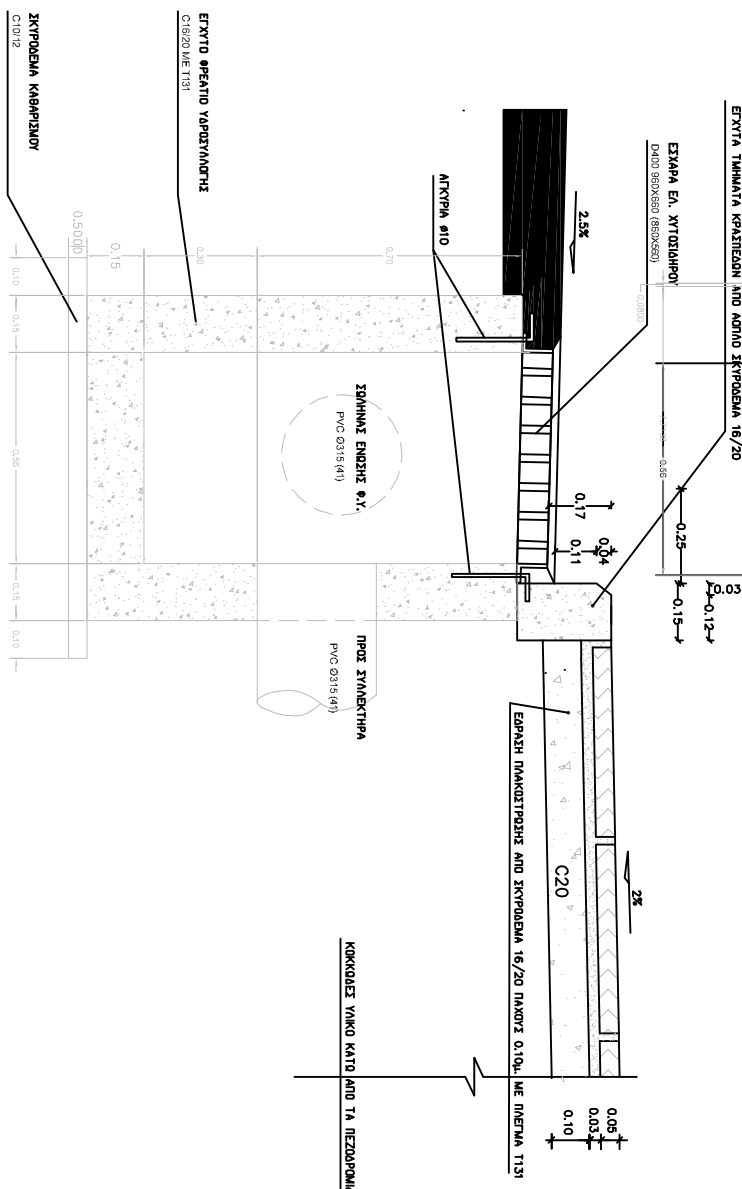 ΕΓΧΥΤΑ ΤΜΗΜΑΤΑ ΚΡΑΣΠΕΔΩΝ ΑΠΟ ΑΟΠΛΟ ΣΚΥΡΟΔΕΜΑ 16/20
ΕΣΧΑΡΑ ΕΛ. ΧΥΤΟΣΙΔΗΡΟΥ
D400 960X660 (860X560)
2.5%
ΑΓΚΥΡΙΑ Φ10
ΕΓΧΥΤΟ ΦΡΕΑΤΙΟ ΥΔΡΟΣΥΛΛΟΓΗΣ
C16/20 ΜΕ Τ131
ΣΚΥΡΟΔΕΜΑ ΚΑΘΑΡΙΣΜΟΥ
C10/12
0.0800
0.56
0.25
0.15
0.12
0.03
0.17
0.04
0.11
0.70
0.30
0.15
0.5000
0.10
0.15
0.56
0.15
0.10
ΣΩΛΗΝΑΣ ΕΝΩΣΗΣ Φ.Υ.
PVC Ø315 (41)
ΠΡΟΣ ΣΥΛΛΕΚΤΗΡΑ
PVC Ø315 (41)
2%
C20
ΕΔΡΑΣΗ ΠΛΑΚΟΣΤΡΩΣΗΣ ΑΠΟ ΣΚΥΡΟΔΕΜΑ 16/20 ΠΑΧΟΥΣ 0.10μ. ΜΕ ΠΛΕΓΜΑ Τ131
0.05
0.03
0.10
ΚΟΚΚΩΔΕΣ ΥΛΙΚΟ ΚΑΤΩ ΑΠΟ ΤΑ ΠΕΖΟΔΡΟΜΙΑ